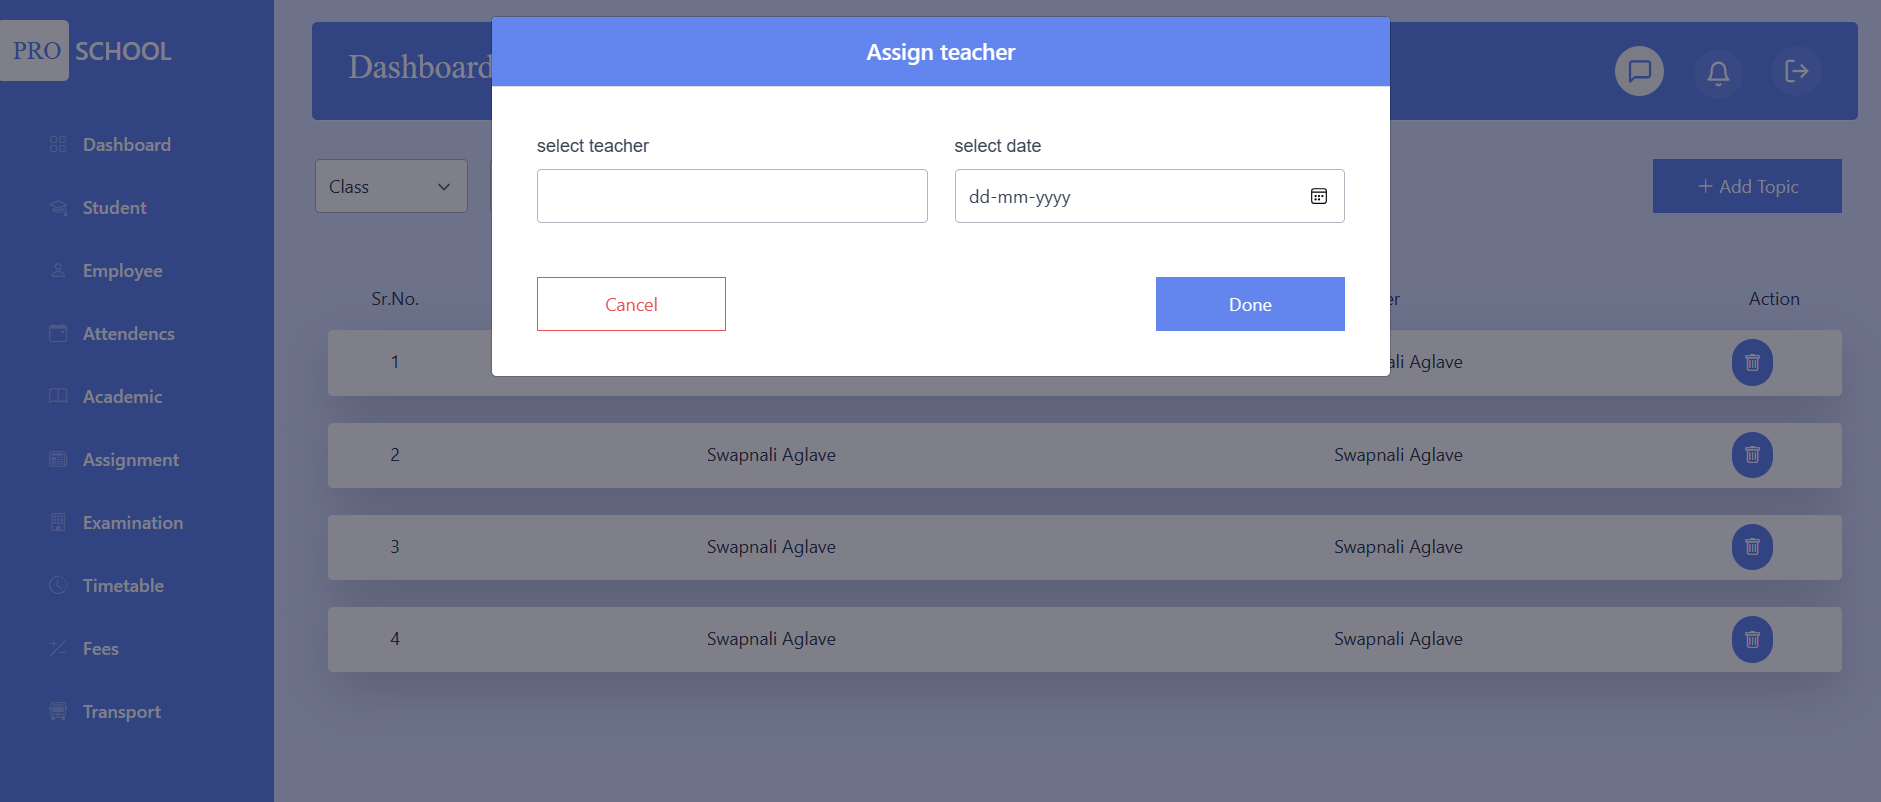 PRO SCHOOL
Dashboard
Student
Employee
Attendencs
Academic
Assignment
Examination
Timetable
Fees
Transport
Dashboard
Class
+ Add Topic
Assign teacher
select teacher
select date
dd-mm-yyyy
Cancel
Done
Sr.No. er Action
1 ali Aglave
2 Swapnali Aglave Swapnali Aglave
3 Swapnali Aglave Swapnali Aglave
4 Swapnali Aglave Swapnali Aglave